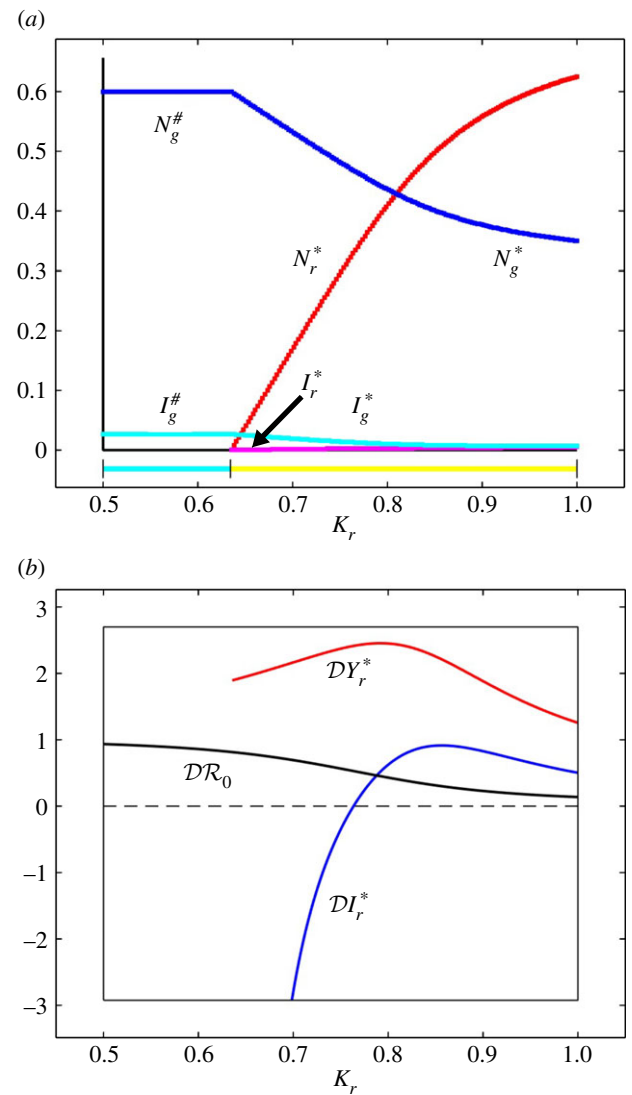 (a)
0.6
0.5
0.4
0.3
0.2
0.1
0
N_g^#
N_r^*
N_g^*
I_g^#
I_r^*
I_g^*
0.5 0.6 0.7 0.8 0.9 1.0
K_r
(b)
3
2
1
0
–1
–2
–3
𝒟Y_r^*
𝒟ℛ_0
𝒟I_r^*
0.5 0.6 0.7 0.8 0.9 1.0
K_r